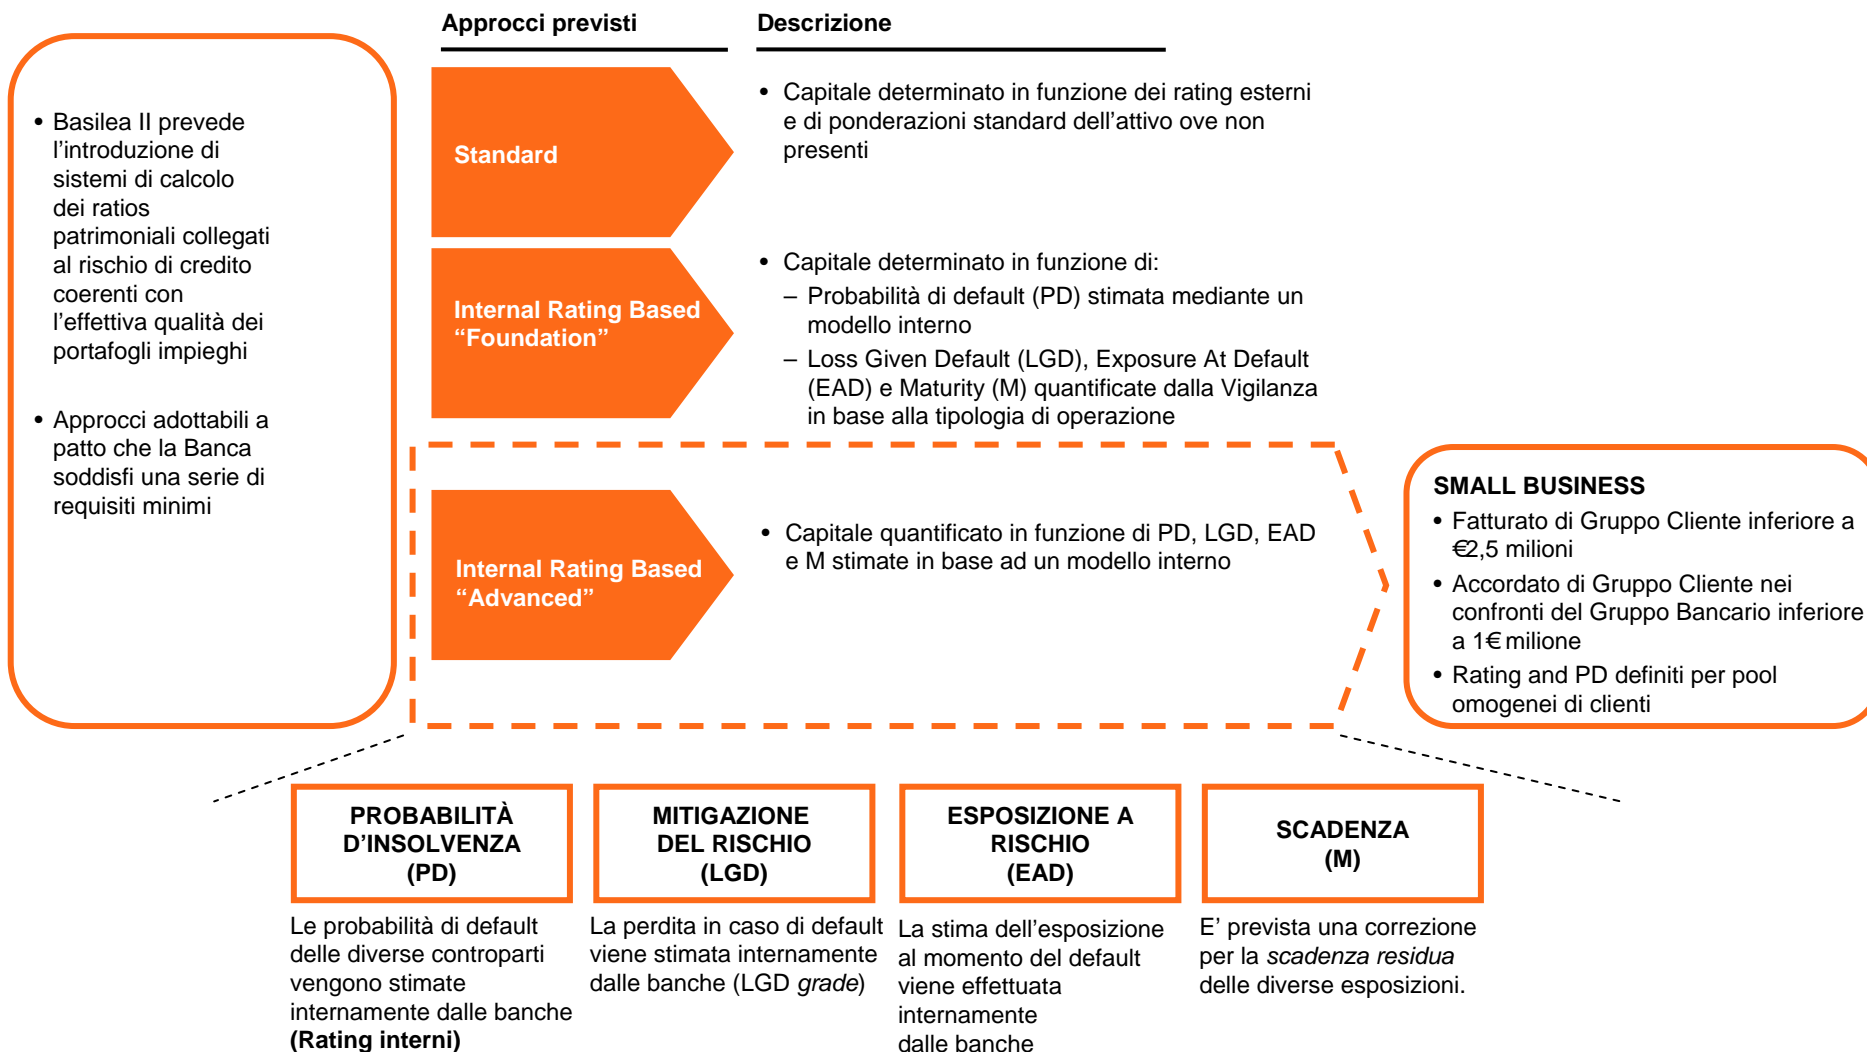 Approcci previsti
Descrizione
• Basilea II prevede
l’introduzione di
sistemi di calcolo
dei ratios
patrimoniali collegati
al rischio di credito
coerenti con
l’effettiva qualità dei
portafogli impieghi
• Approcci adottabili a
patto che la Banca
soddisfi una serie di
requisiti minimi
Standard
• Capitale determinato in funzione dei rating esterni
e di ponderazioni standard dell’attivo ove non
presenti
Internal Rating Based
“Foundation”
• Capitale determinato in funzione di:
– Probabilità di default (PD) stimata mediante un
modello interno
– Loss Given Default (LGD), Exposure At Default
(EAD) e Maturity (M) quantificate dalla Vigilanza
in base alla tipologia di operazione
Internal Rating Based
“Advanced”
• Capitale quantificato in funzione di PD, LGD, EAD
e M stimate in base ad un modello interno
SMALL BUSINESS
• Fatturato di Gruppo Cliente inferiore a
€2,5 milioni
• Accordato di Gruppo Cliente nei
confronti del Gruppo Bancario inferiore
a 1€ milione
• Rating and PD definiti per pool
omogenei di clienti
PROBABILITÀ
D’INSOLVENZA
(PD)
Le probabilità di default
delle diverse controparti
vengono stimate
internamente dalle banche
(Rating interni)
MITIGAZIONE
DEL RISCHIO
(LGD)
La perdita in caso di default
viene stimata internamente
dalle banche (LGD grade)
ESPOSIZIONE A
RISCHIO
(EAD)
La stima dell’esposizione
al momento del default
viene effettuata
internamente
dalle banche
SCADENZA
(M)
E’ prevista una correzione
per la scadenza residua
delle diverse esposizioni.